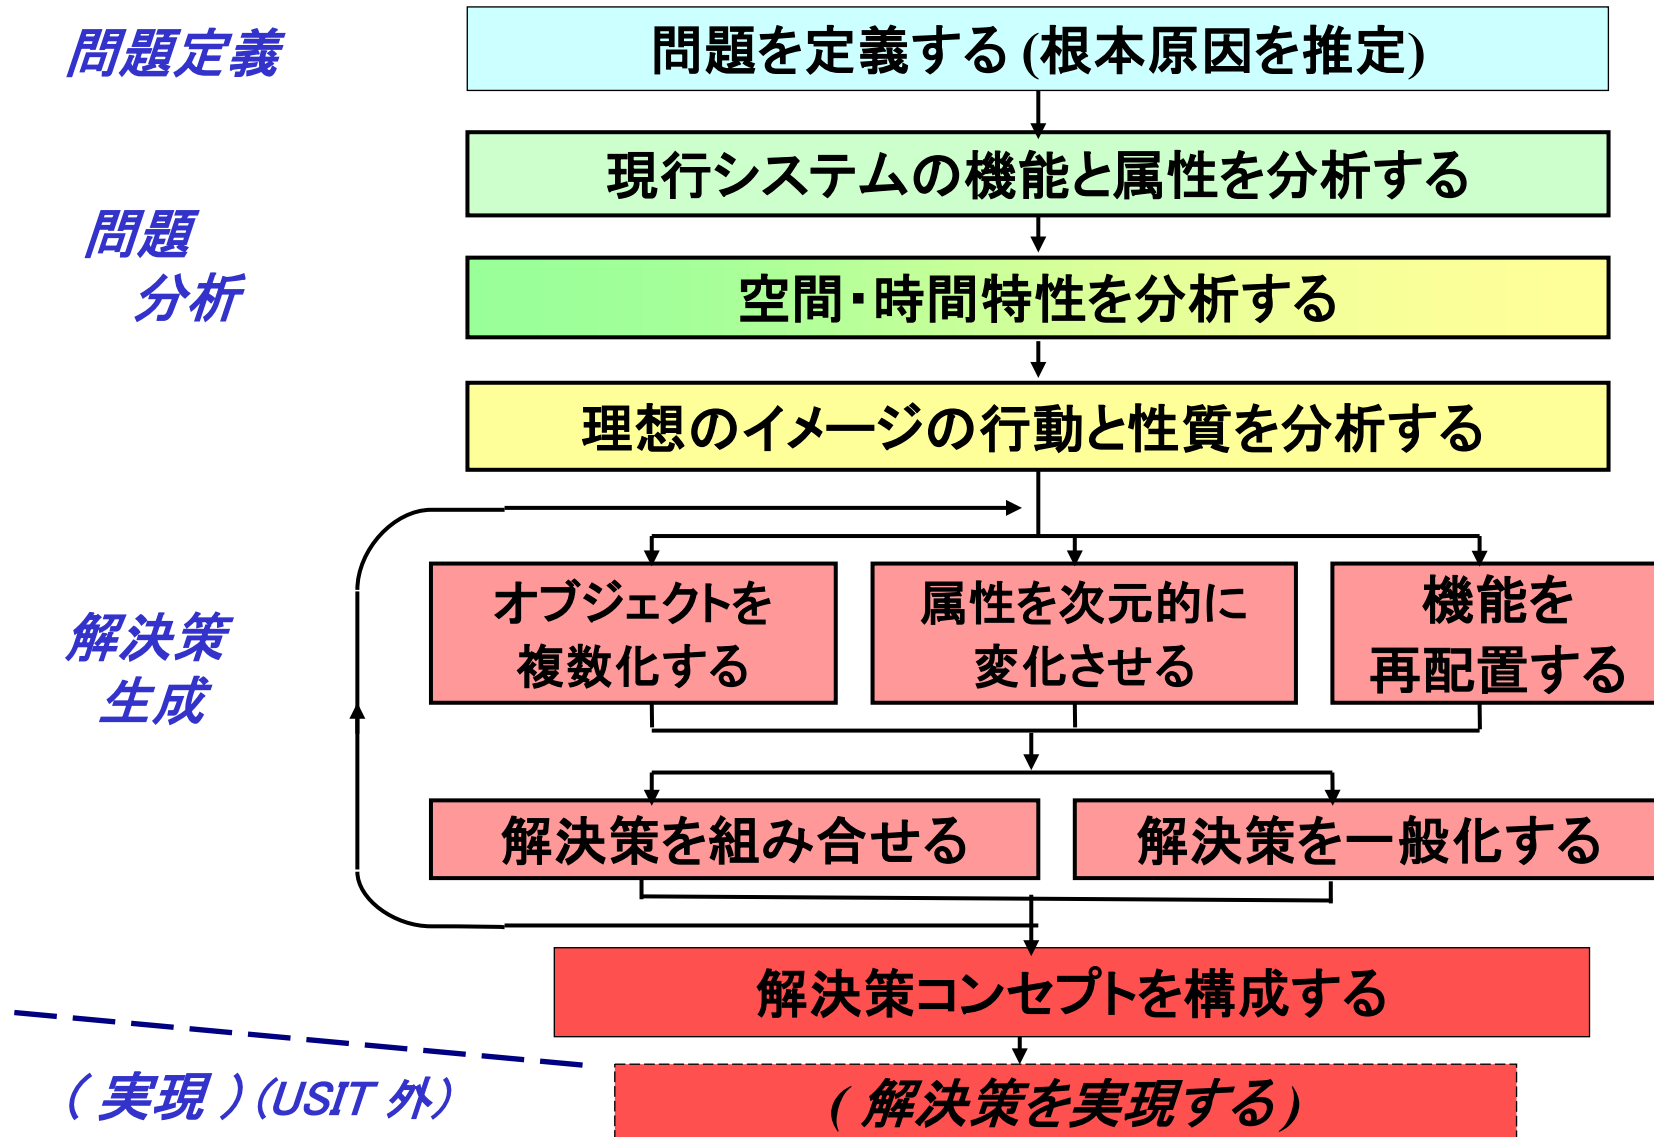 問題定義
問題を定義する (根本原因を推定)
現行システムの機能と属性を分析する
問題
分析
空間・時間特性を分析する
理想のイメージの行動と性質を分析する
解決策
生成
オブジェクトを
複数化する
属性を次元的に
変化させる
機能を
再配置する
解決策を組み合せる
解決策を一般化する
解決策コンセプトを構成する
（ 実現 ）（USIT 外）
( 解決策を実現する)